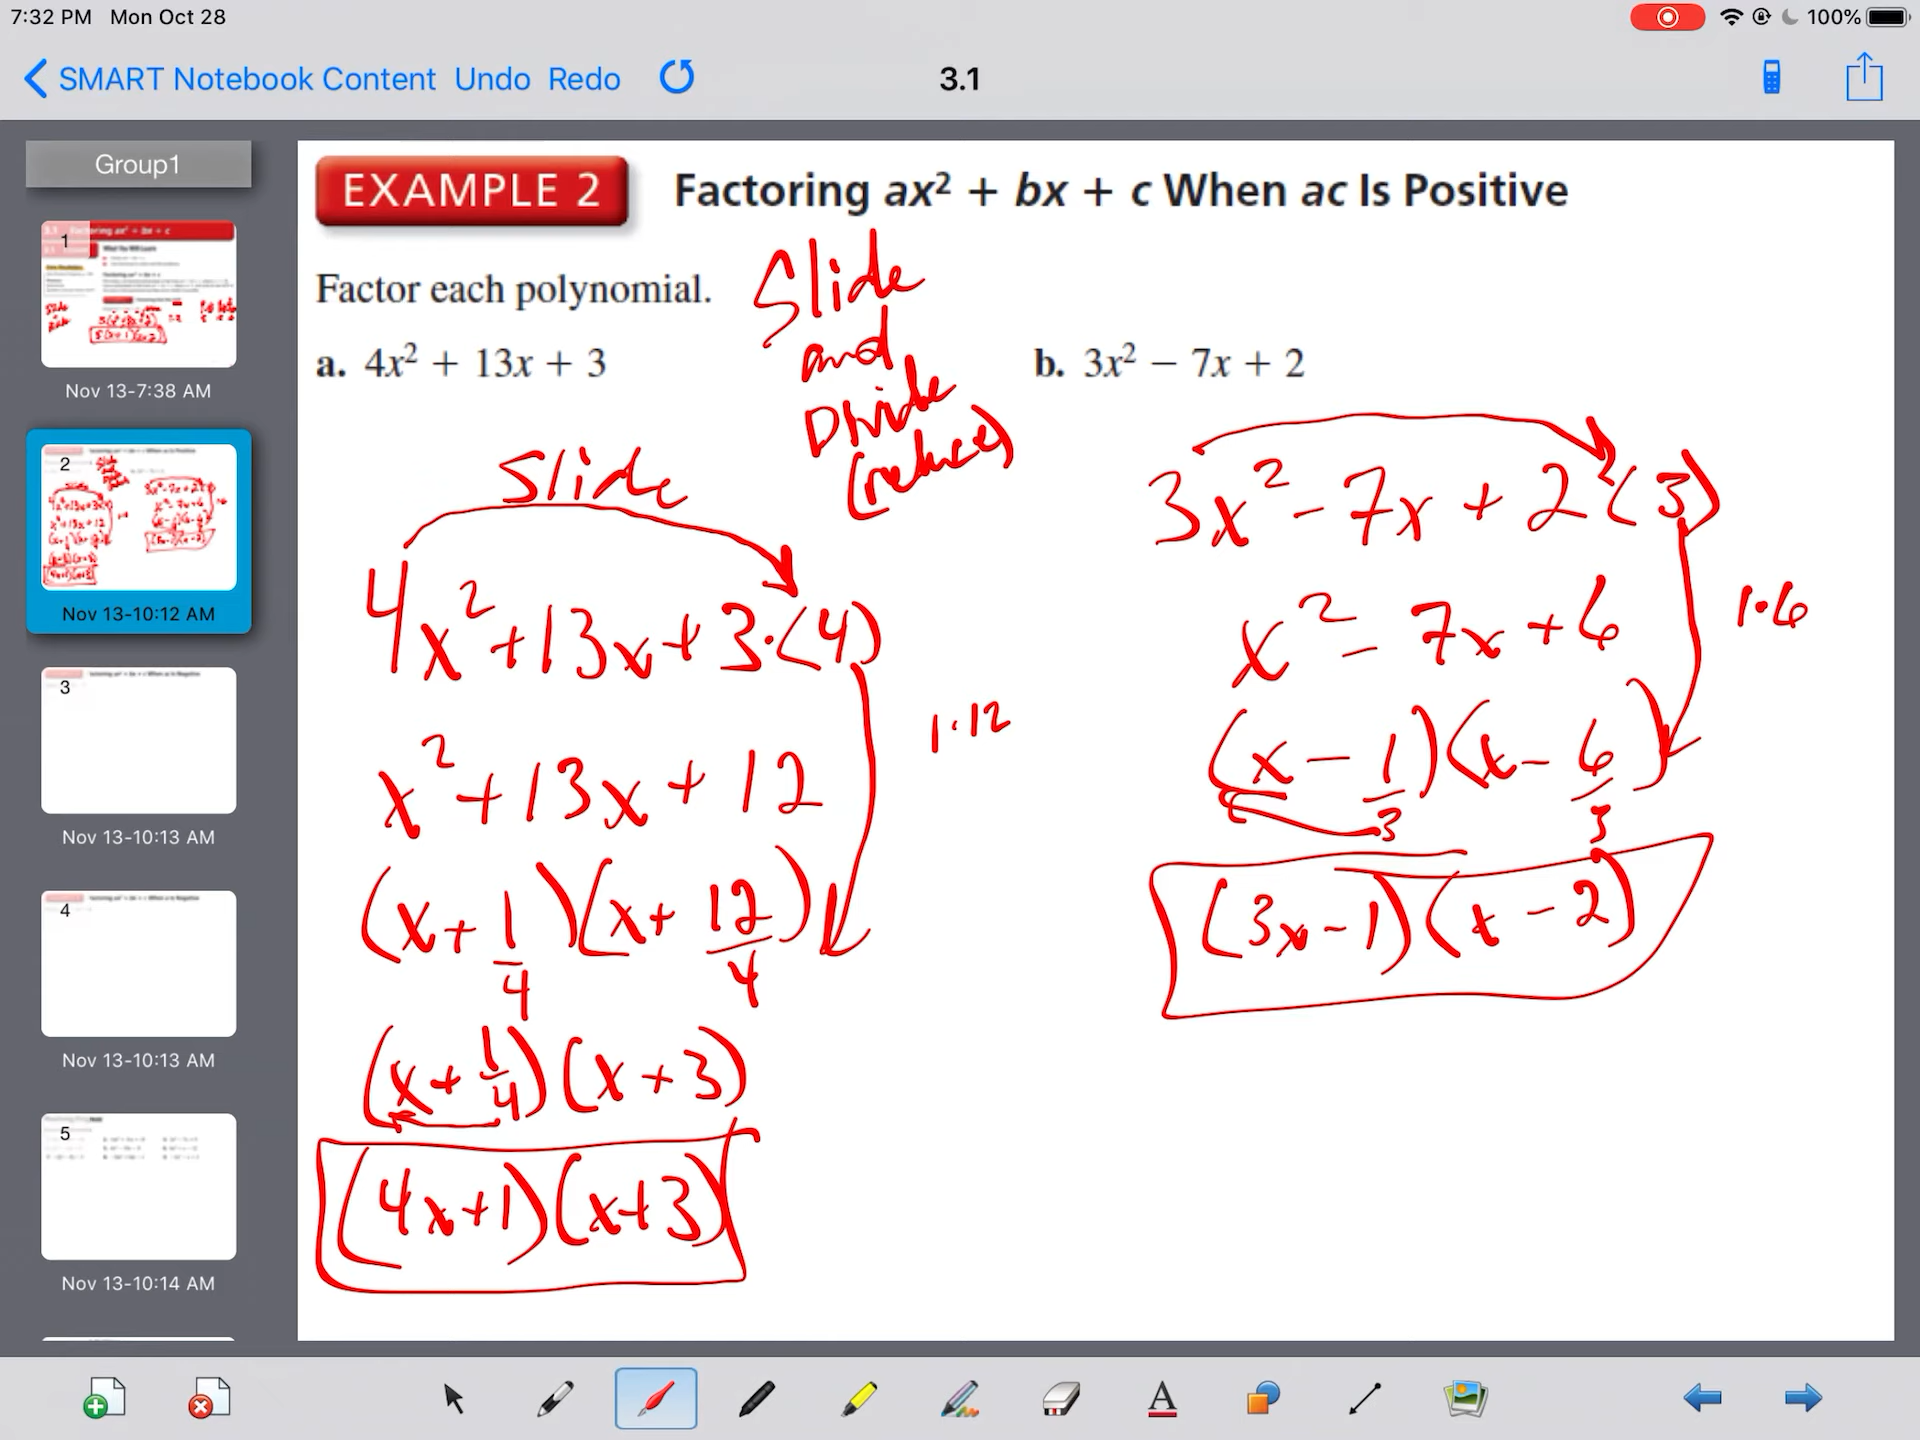 7:32 PM Mon Oct 28
100%
SMART Notebook Content Undo Redo
3.1
Group1
1
Nov 13-7:38 AM
2
Nov 13-10:12 AM
3
Nov 13-10:13 AM
4
Nov 13-10:13 AM
5
Nov 13-10:14 AM
EXAMPLE 2 Factoring ax² + bx + c When ac Is Positive
Factor each polynomial.
Slide
and
Divide
(reduce)
a. 4x² + 13x + 3
Slide
4x² + 13x + 3·(4)
x² + 13x + 12
1·12
(x + 1/4)(x + 12/4)
(x + 1/4)(x + 3)
(4x+1)(x+3)
b. 3x² − 7x + 2
3x² - 7x + 2·(3)
x² - 7x + 6
1·6
(x - 1/3)(x - 6/3)
(3x-1)(x-2)